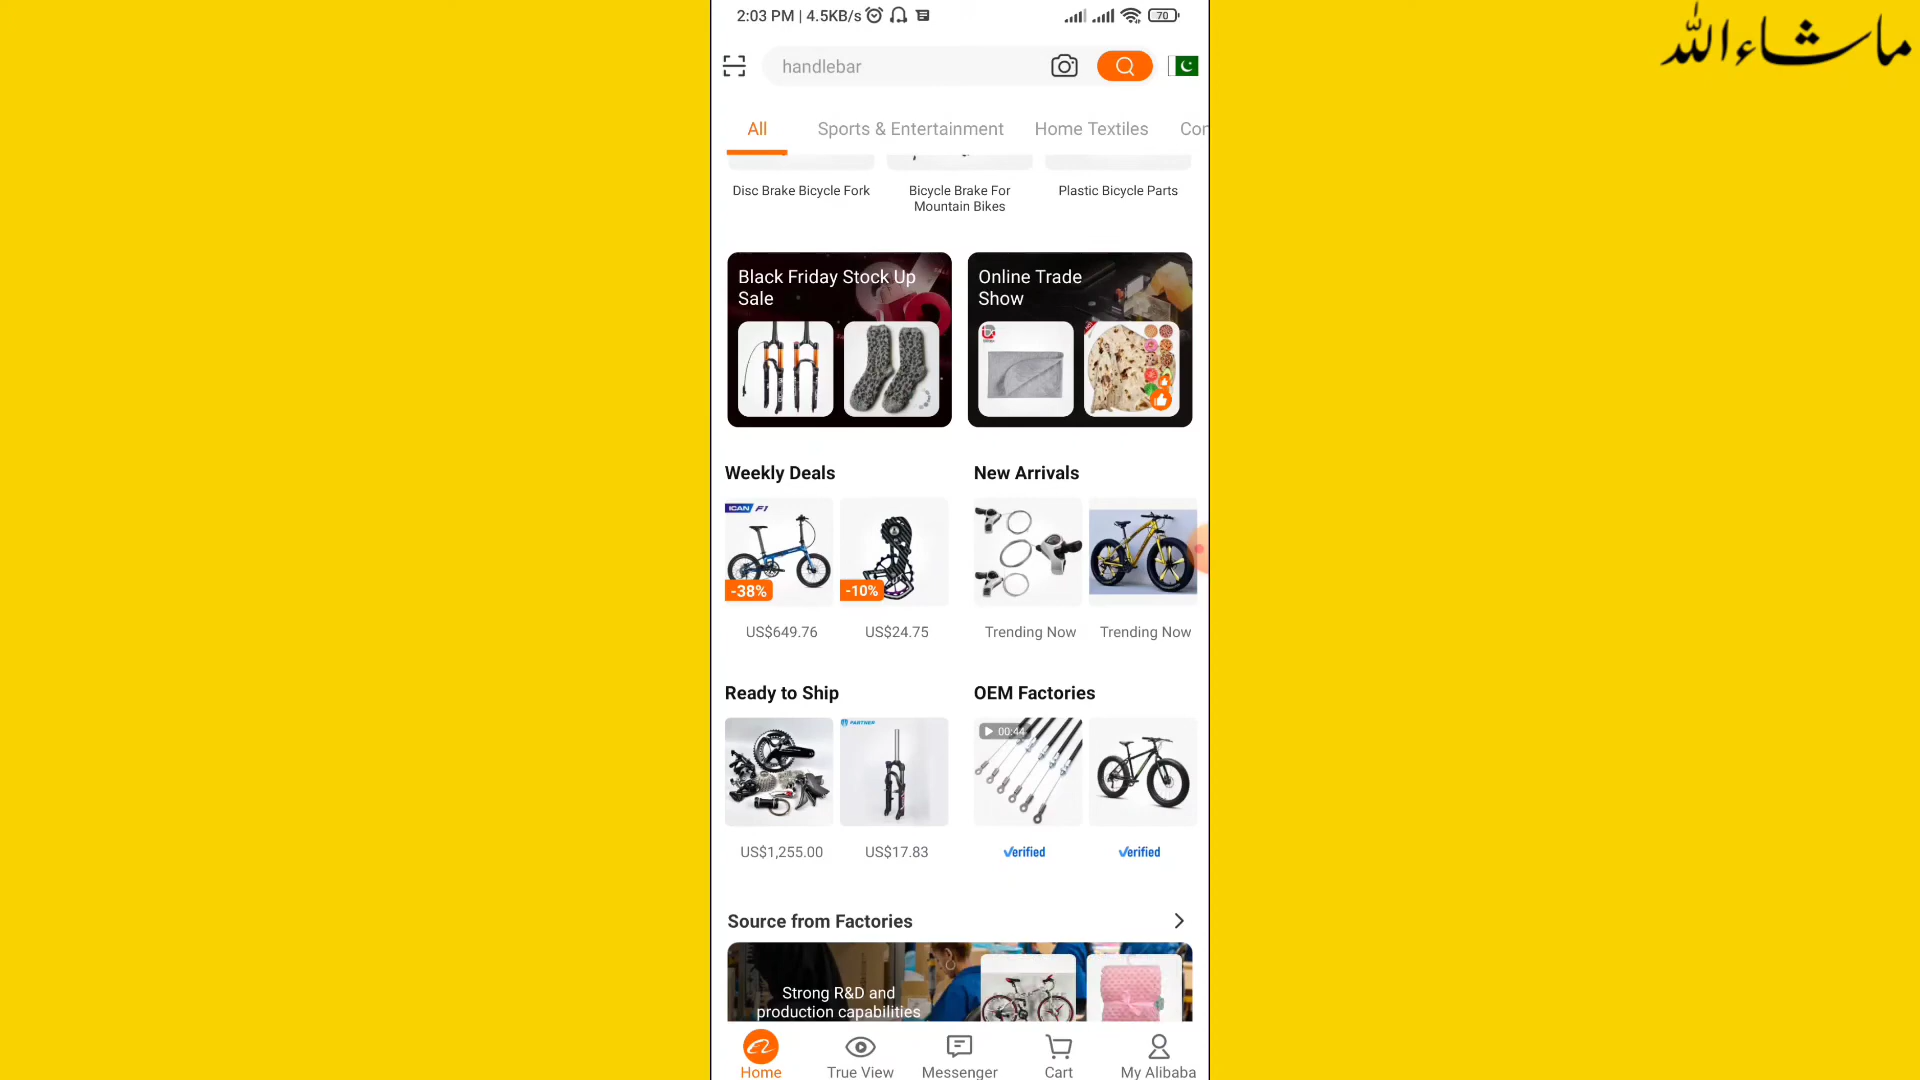 2:03 PM | 4.5KB/s
70
ماشاءالله
handlebar
All
Sports & Entertainment
Home Textiles
Cor
Disc Brake Bicycle Fork
Bicycle Brake For
Mountain Bikes
Plastic Bicycle Parts
Black Friday Stock Up
Sale
Online Trade
Show
Weekly Deals
New Arrivals
ICAN F1
-38%
-10%
US$649.76
US$24.75
Trending Now
Trending Now
Ready to Ship
OEM Factories
PARTNER
00:44
US$1,255.00
US$17.83
Verified
Verified
Source from Factories
Strong R&D and
production capabilities
Home
True View
Messenger
Cart
My Alibaba